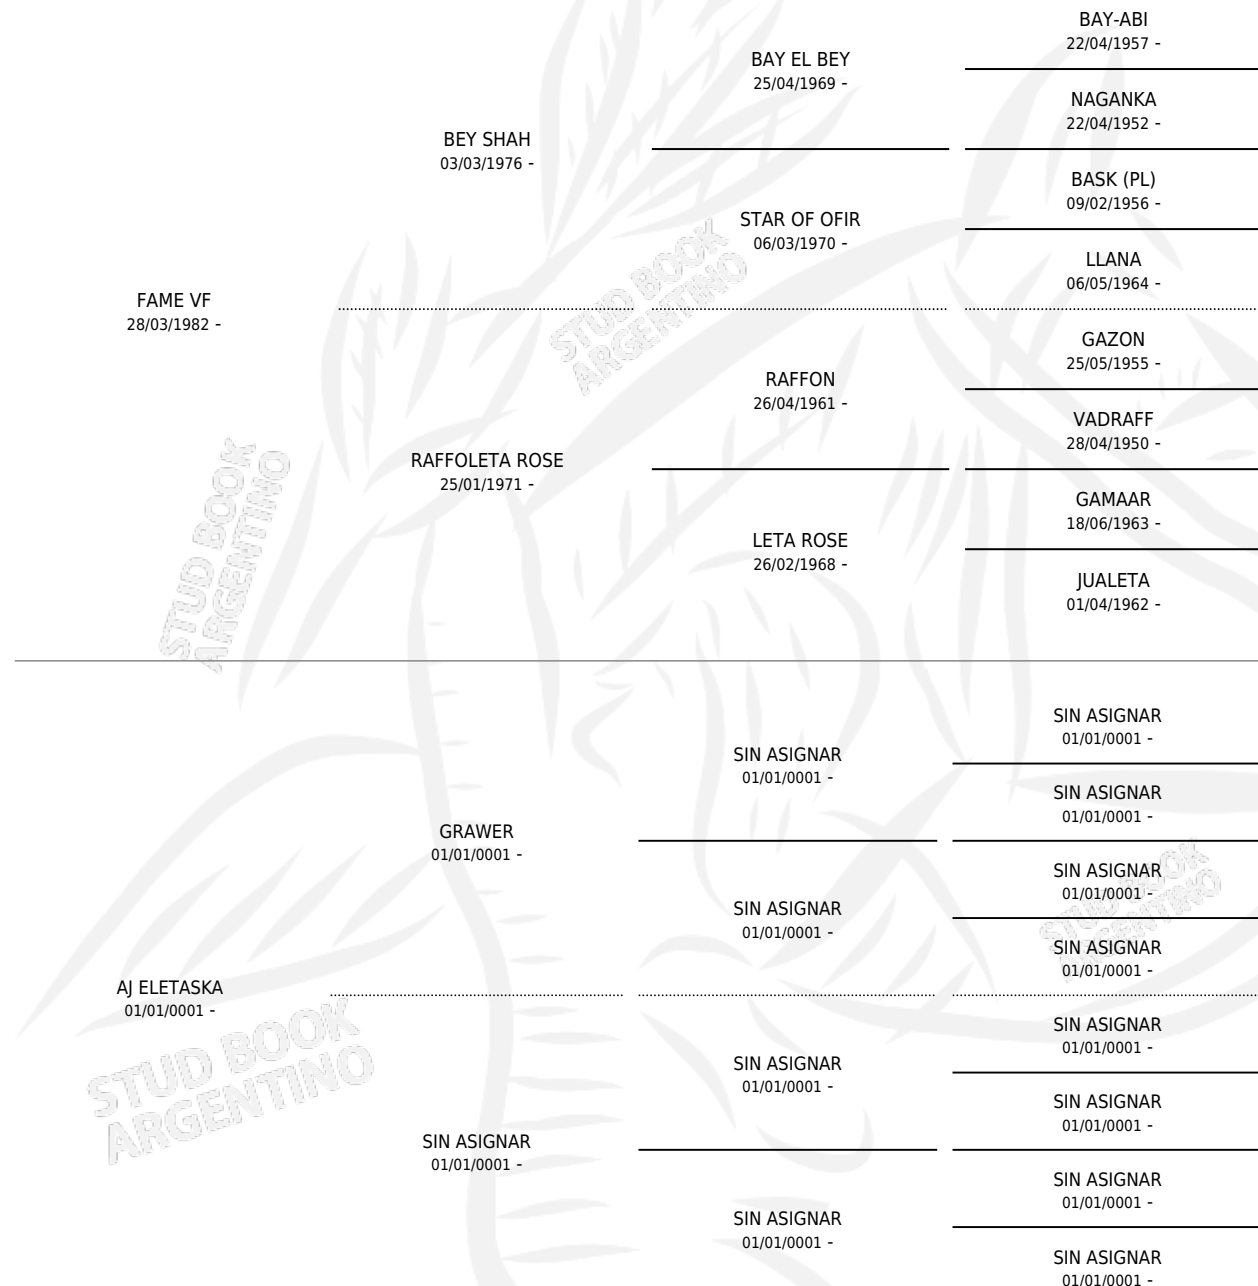 BAY-ABI
22/04/1957 -
BAY EL BEY
25/04/1969 -
NAGANKA
22/04/1952 -
BEY SHAH
03/03/1976 -
BASK (PL)
09/02/1956 -
STAR OF OFIR
06/03/1970 -
LLANA
06/05/1964 -
FAME VF
28/03/1982 -
GAZON
25/05/1955 -
RAFFON
26/04/1961 -
VADRAFF
28/04/1950 -
RAFFOLETA ROSE
25/01/1971 -
GAMAAR
18/06/1963 -
LETA ROSE
26/02/1968 -
JUALETA
01/04/1962 -
STUD BOOK
ARGENTINO
STUD BOOK
ARGENTINO
SIN ASIGNAR
01/01/0001 -
SIN ASIGNAR
01/01/0001 -
SIN ASIGNAR
01/01/0001 -
GRAWER
01/01/0001 -
SIN ASIGNAR
01/01/0001 -
SIN ASIGNAR
01/01/0001 -
SIN ASIGNAR
01/01/0001 -
AJ ELETASKA
01/01/0001 -
SIN ASIGNAR
01/01/0001 -
SIN ASIGNAR
01/01/0001 -
SIN ASIGNAR
01/01/0001 -
SIN ASIGNAR
01/01/0001 -
SIN ASIGNAR
01/01/0001 -
SIN ASIGNAR
01/01/0001 -
SIN ASIGNAR
01/01/0001 -
STUD BOOK
ARGENTINO
STUD BOOK
ARGENTINO